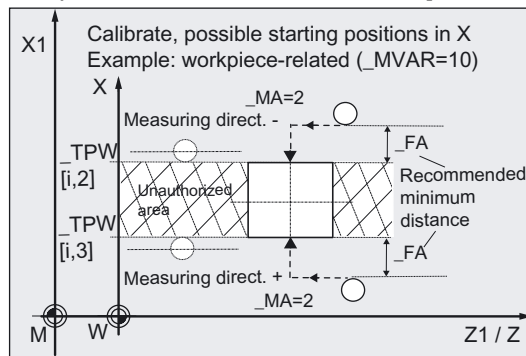 Calibrate, possible starting positions in X
Example: workpiece-related (_MVAR=10)
X1
X
_MA=2
Measuring direct. -
_FA
_TPW
[i,2]
Unauthorized
area
Recommended
minimum
distance
_TPW
[i,3]
_FA
Measuring direct. +
_MA=2
M
W
Z1 / Z